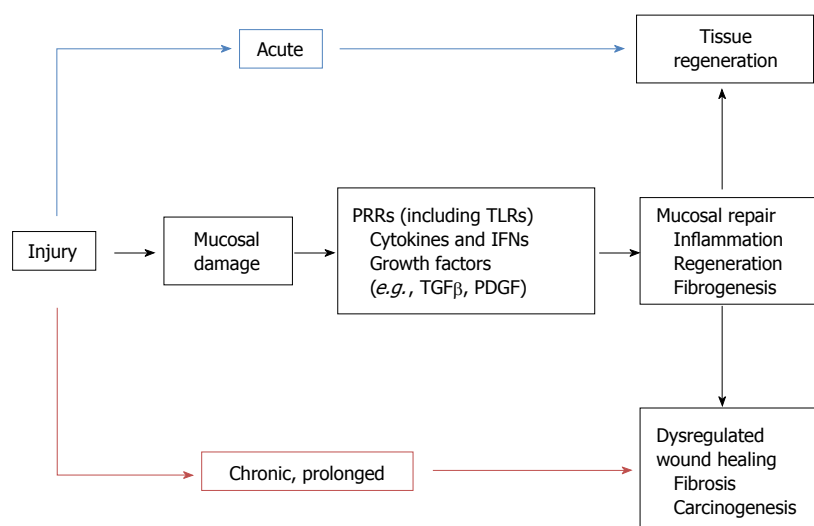 Acute
Tissue
regeneration
Injury
Mucosal
damage
PRRs (including TLRs)
Cytokines and IFNs
Growth factors
(e.g., TGFβ, PDGF)
Mucosal repair
Inflammation
Regeneration
Fibrogenesis
Chronic, prolonged
Dysregulated
wound healing
Fibrosis
Carcinogenesis